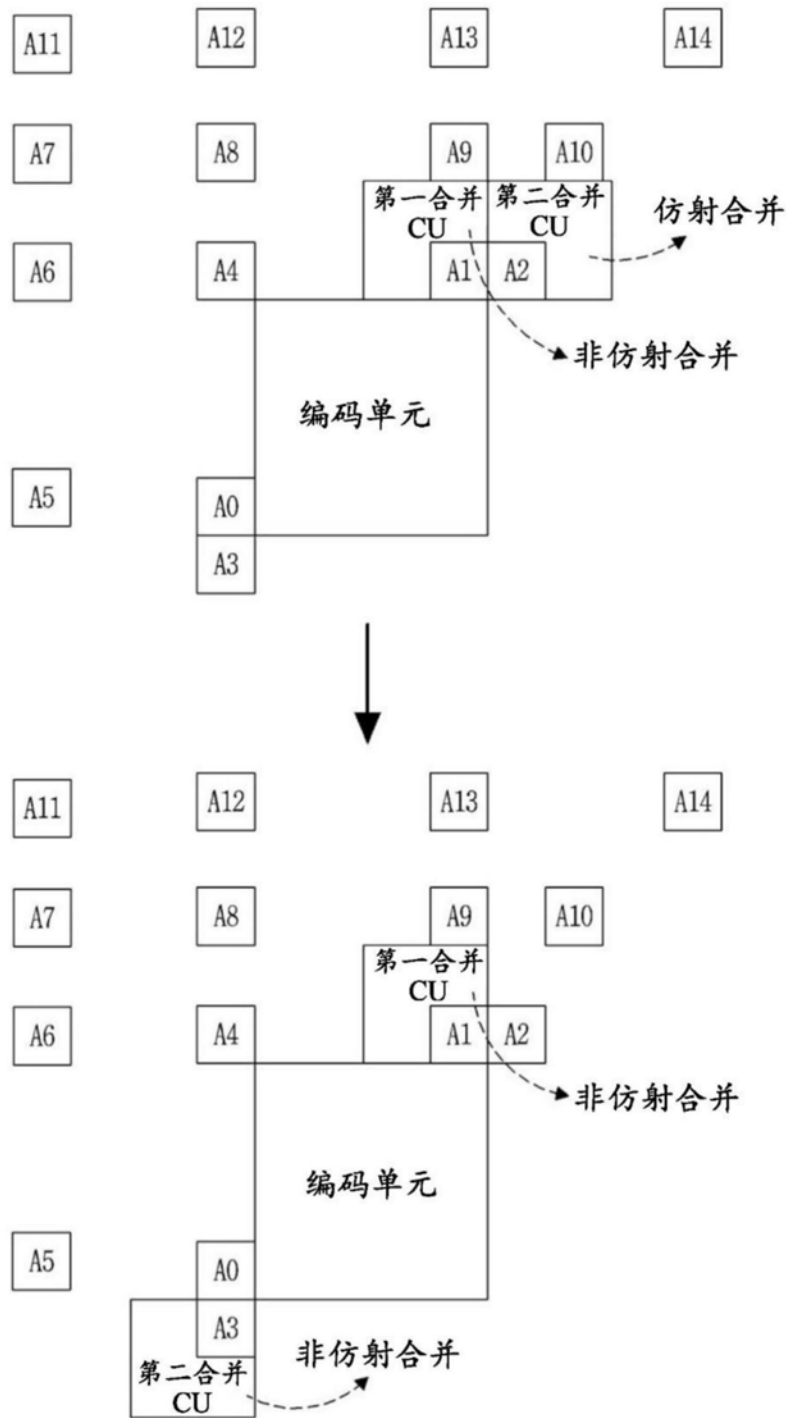 A11 A12 A13 A14
A7 A8 A9 A10
第一合并 第二合并
CU CU
仿射合并
A6 A4 A1 A2
非仿射合并
编码单元
A5 A0
A3
A11 A12 A13 A14
A7 A8 A9 A10
第一合并
CU
A6 A4 A1 A2
非仿射合并
编码单元
A5 A0
A3
非仿射合并
第二合并
CU